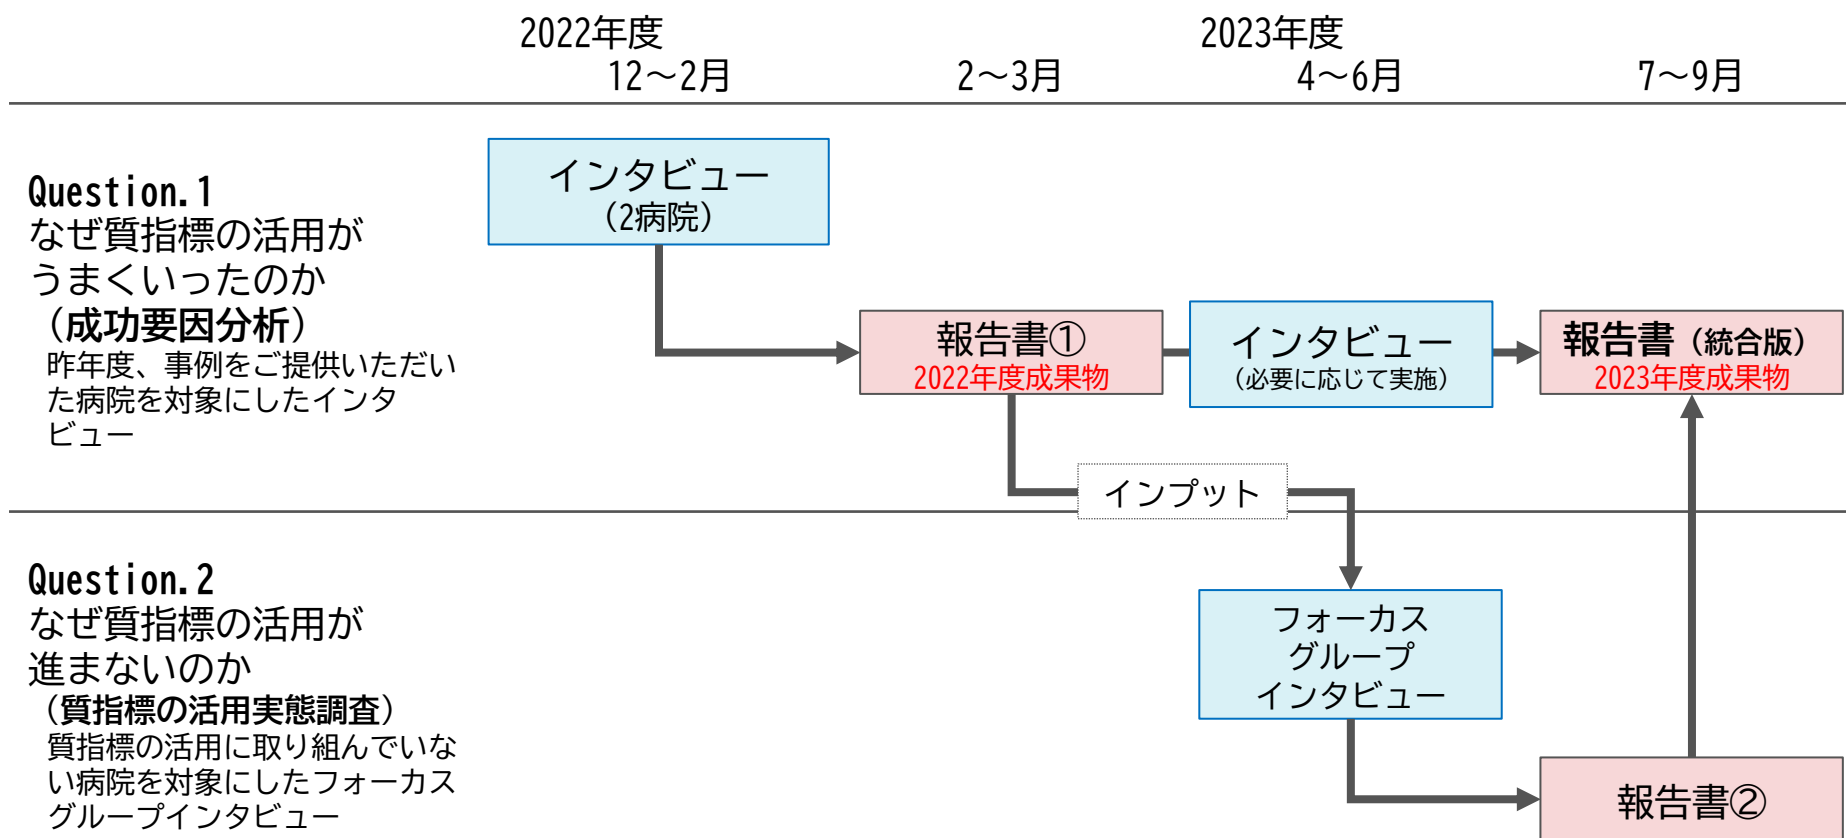 2022年度
2023年度
12～2月
2～3月
4～6月
7～9月
Question.1
なぜ質指標の活用が
うまくいったのか
（成功要因分析）
昨年度、事例をご提供いただい
た病院を対象にしたインタ
ビュー
インタビュー
（2病院）
報告書①
2022年度成果物
インタビュー
（必要に応じて実施）
報告書（統合版）
2023年度成果物
インプット
Question.2
なぜ質指標の活用が
進まないのか
（質指標の活用実態調査）
質指標の活用に取り組んでいな
い病院を対象にしたフォーカス
グループインタビュー
フォーカス
グループ
インタビュー
報告書②